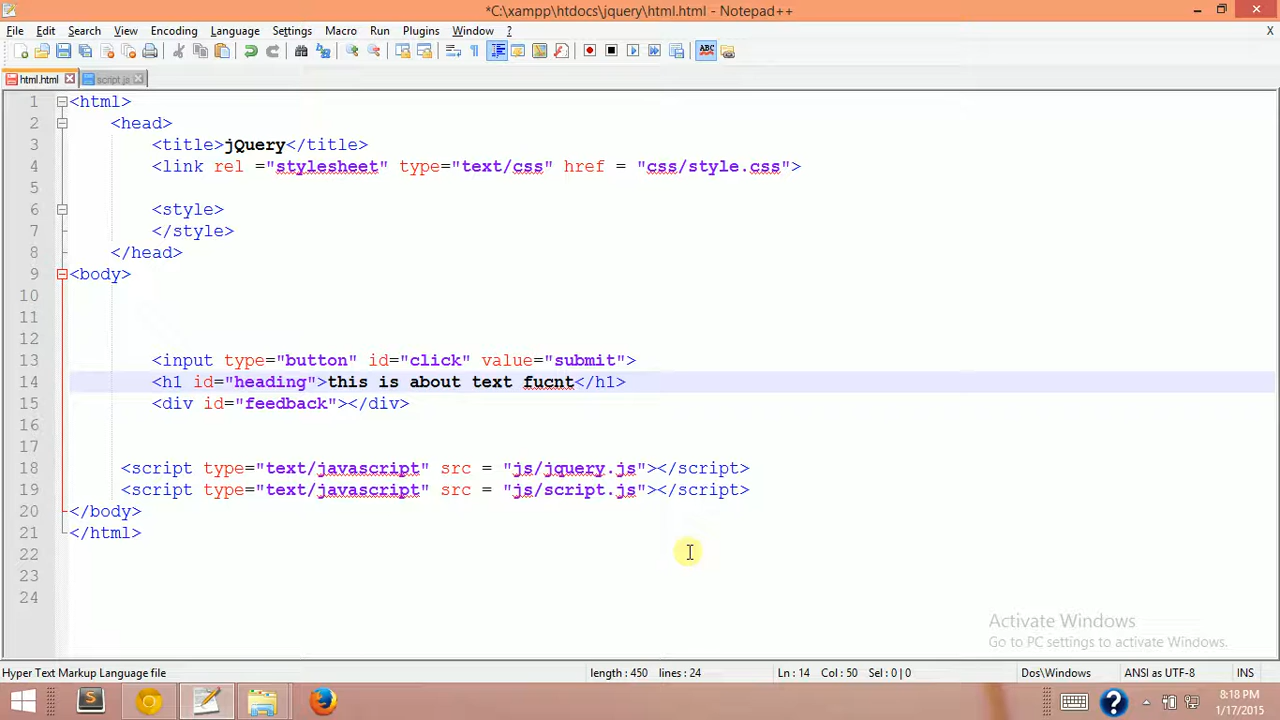 *C:\xampp\htdocs\jquery\html.html - Notepad++
File Edit Search View Encoding Language Settings Macro Run Plugins Window ? X
html.html script.js
1 <html>
2 <head>
3 <title>jQuery</title>
4 <link rel ="stylesheet" type="text/css" href = "css/style.css">
5
6 <style>
7 </style>
8 </head>
9 <body>
10
11
12
13 <input type="button" id="click" value="submit">
14 <h1 id="heading">this is about text fucnt</h1>
15 <div id="feedback"></div>
16
17
18 <script type="text/javascript" src = "js/jquery.js"></script>
19 <script type="text/javascript" src = "js/script.js"></script>
20 </body>
21 </html>
22
23
24
Activate Windows
Go to PC settings to activate Windows.
Hyper Text Markup Language file length : 450 lines : 24 Ln : 14 Col : 50 Sel : 0 | 0 Dos\Windows ANSI as UTF-8 INS
8:18 PM
1/17/2015